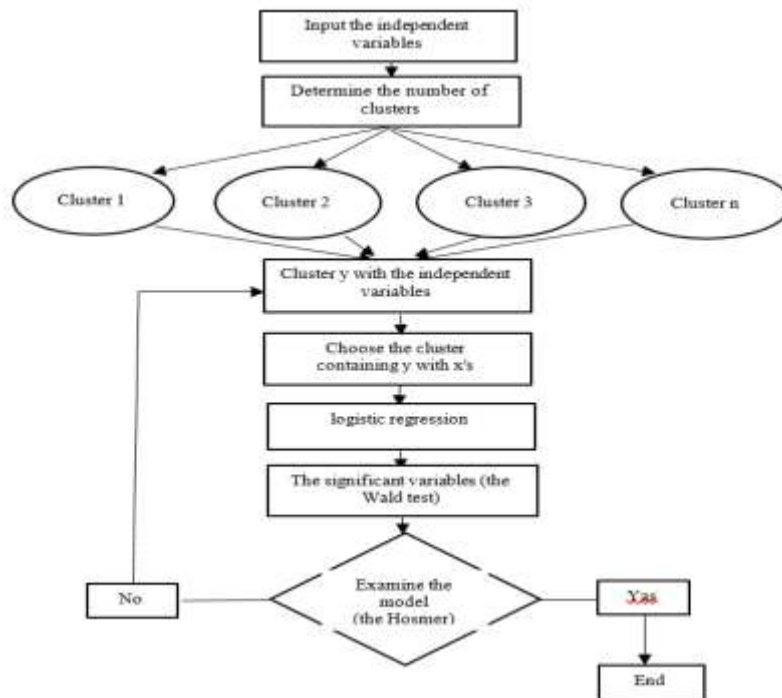 Input the independent
variables
Determine the number of
clusters
Cluster 1
Cluster 2
Cluster 3
Cluster n
Cluster y with the independent
variables
Choose the cluster
containing y with x's
logistic regression
The significant variables (the
Wald test)
Examine the
model
(the Hosmer)
No
Yas
End